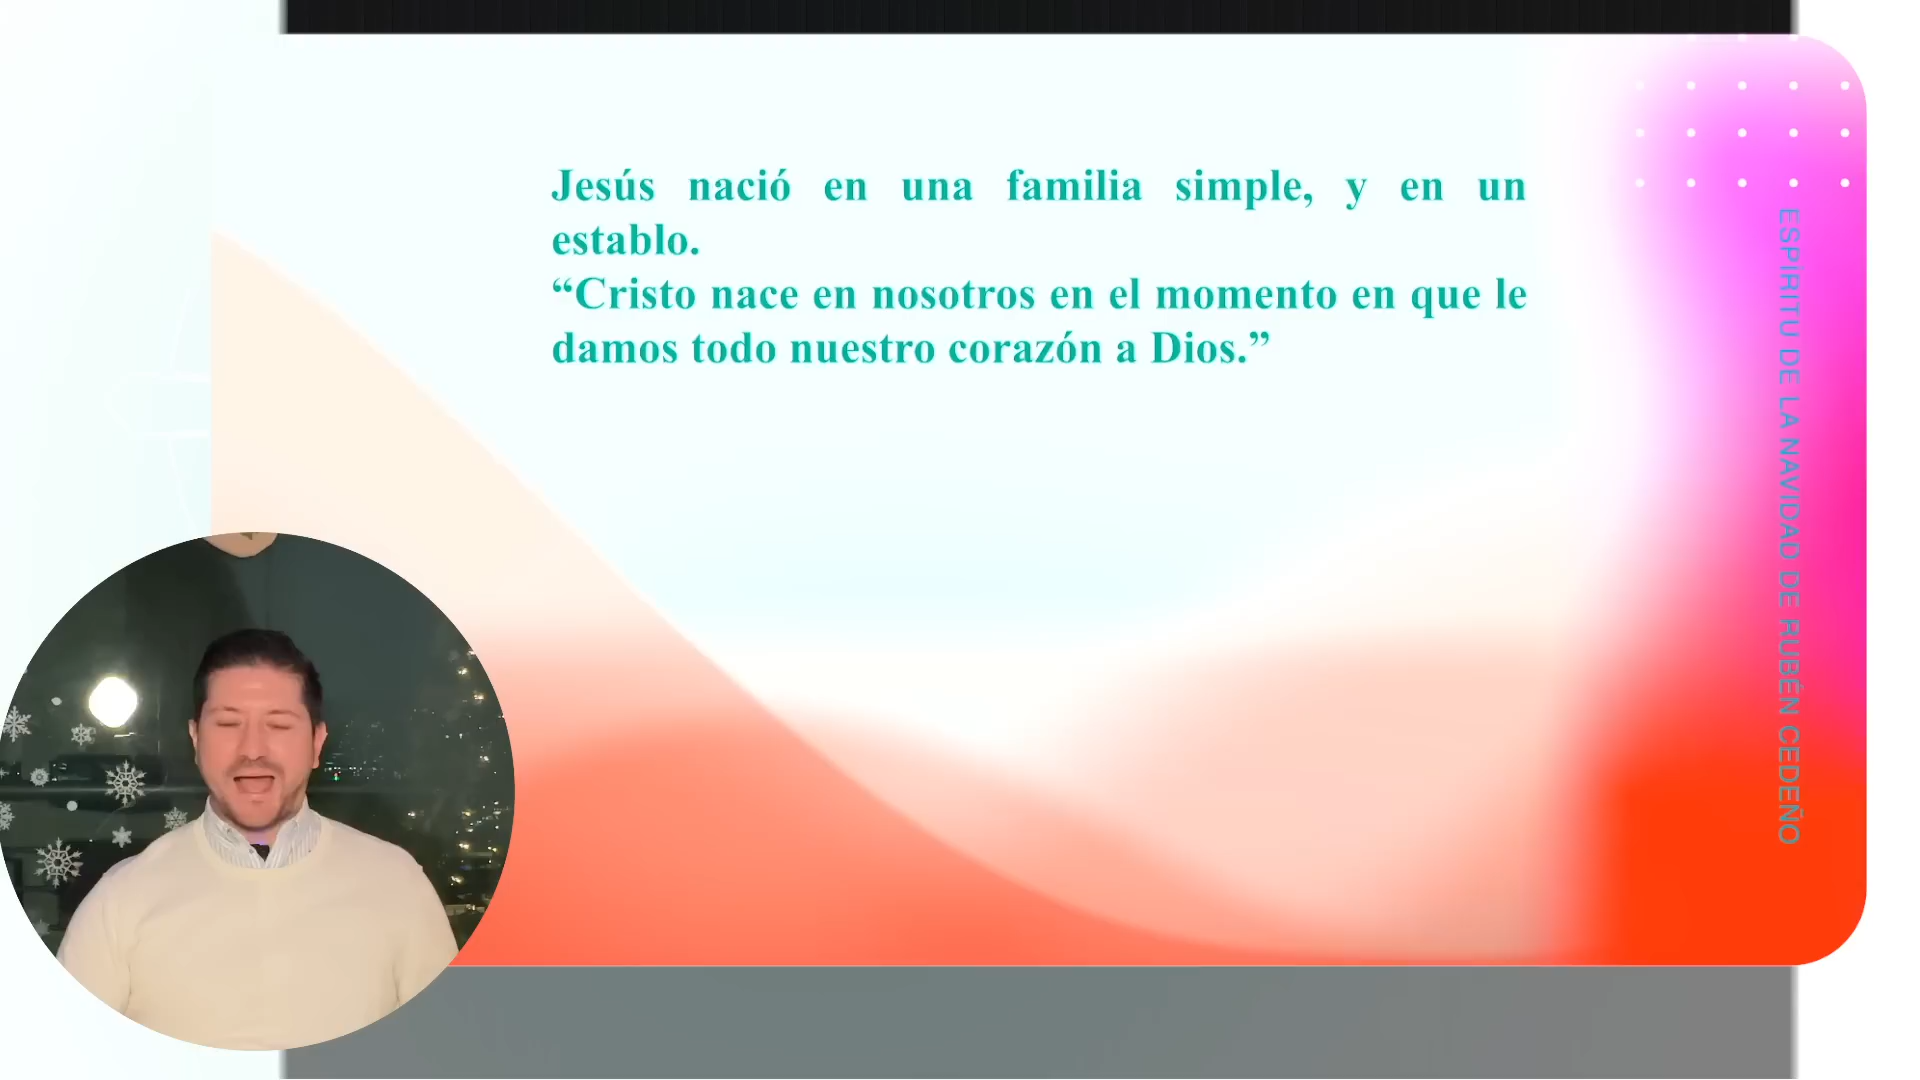 Jesús nació en una familia simple, y en un
establo.
“Cristo nace en nosotros en el momento en que le
damos todo nuestro corazón a Dios.”
ESPÍRITU DE LA NAVIDAD DE RUBÉN CEDEÑO